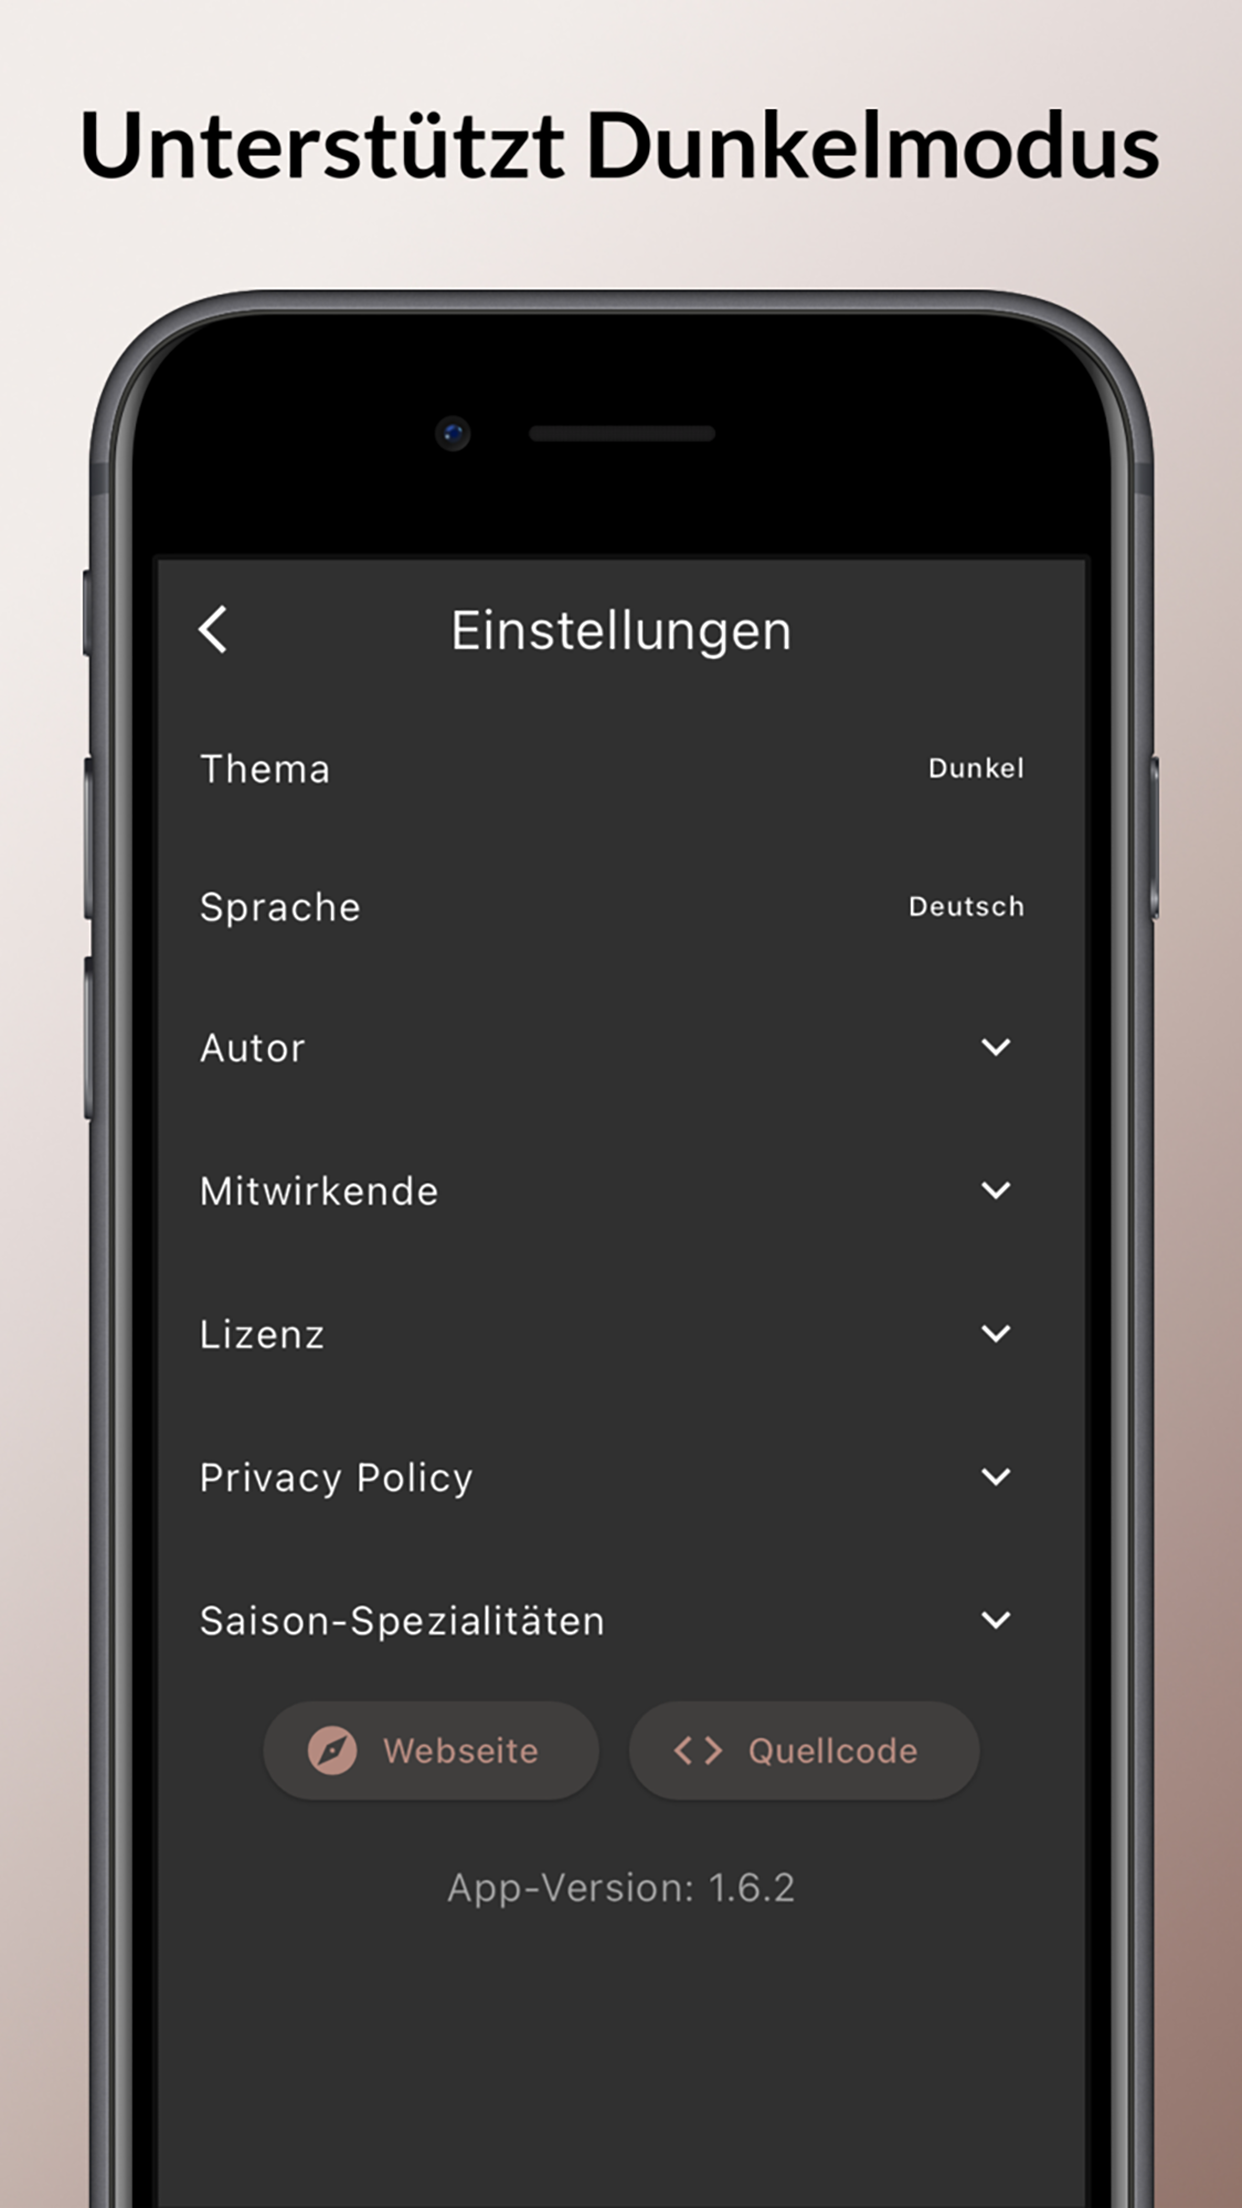 Unterstützt Dunkelmodus
Einstellungen
Thema Dunkel
Sprache Deutsch
Autor
Mitwirkende
Lizenz
Privacy Policy
Saison-Spezialitäten
Webseite Quellcode
App-Version: 1.6.2